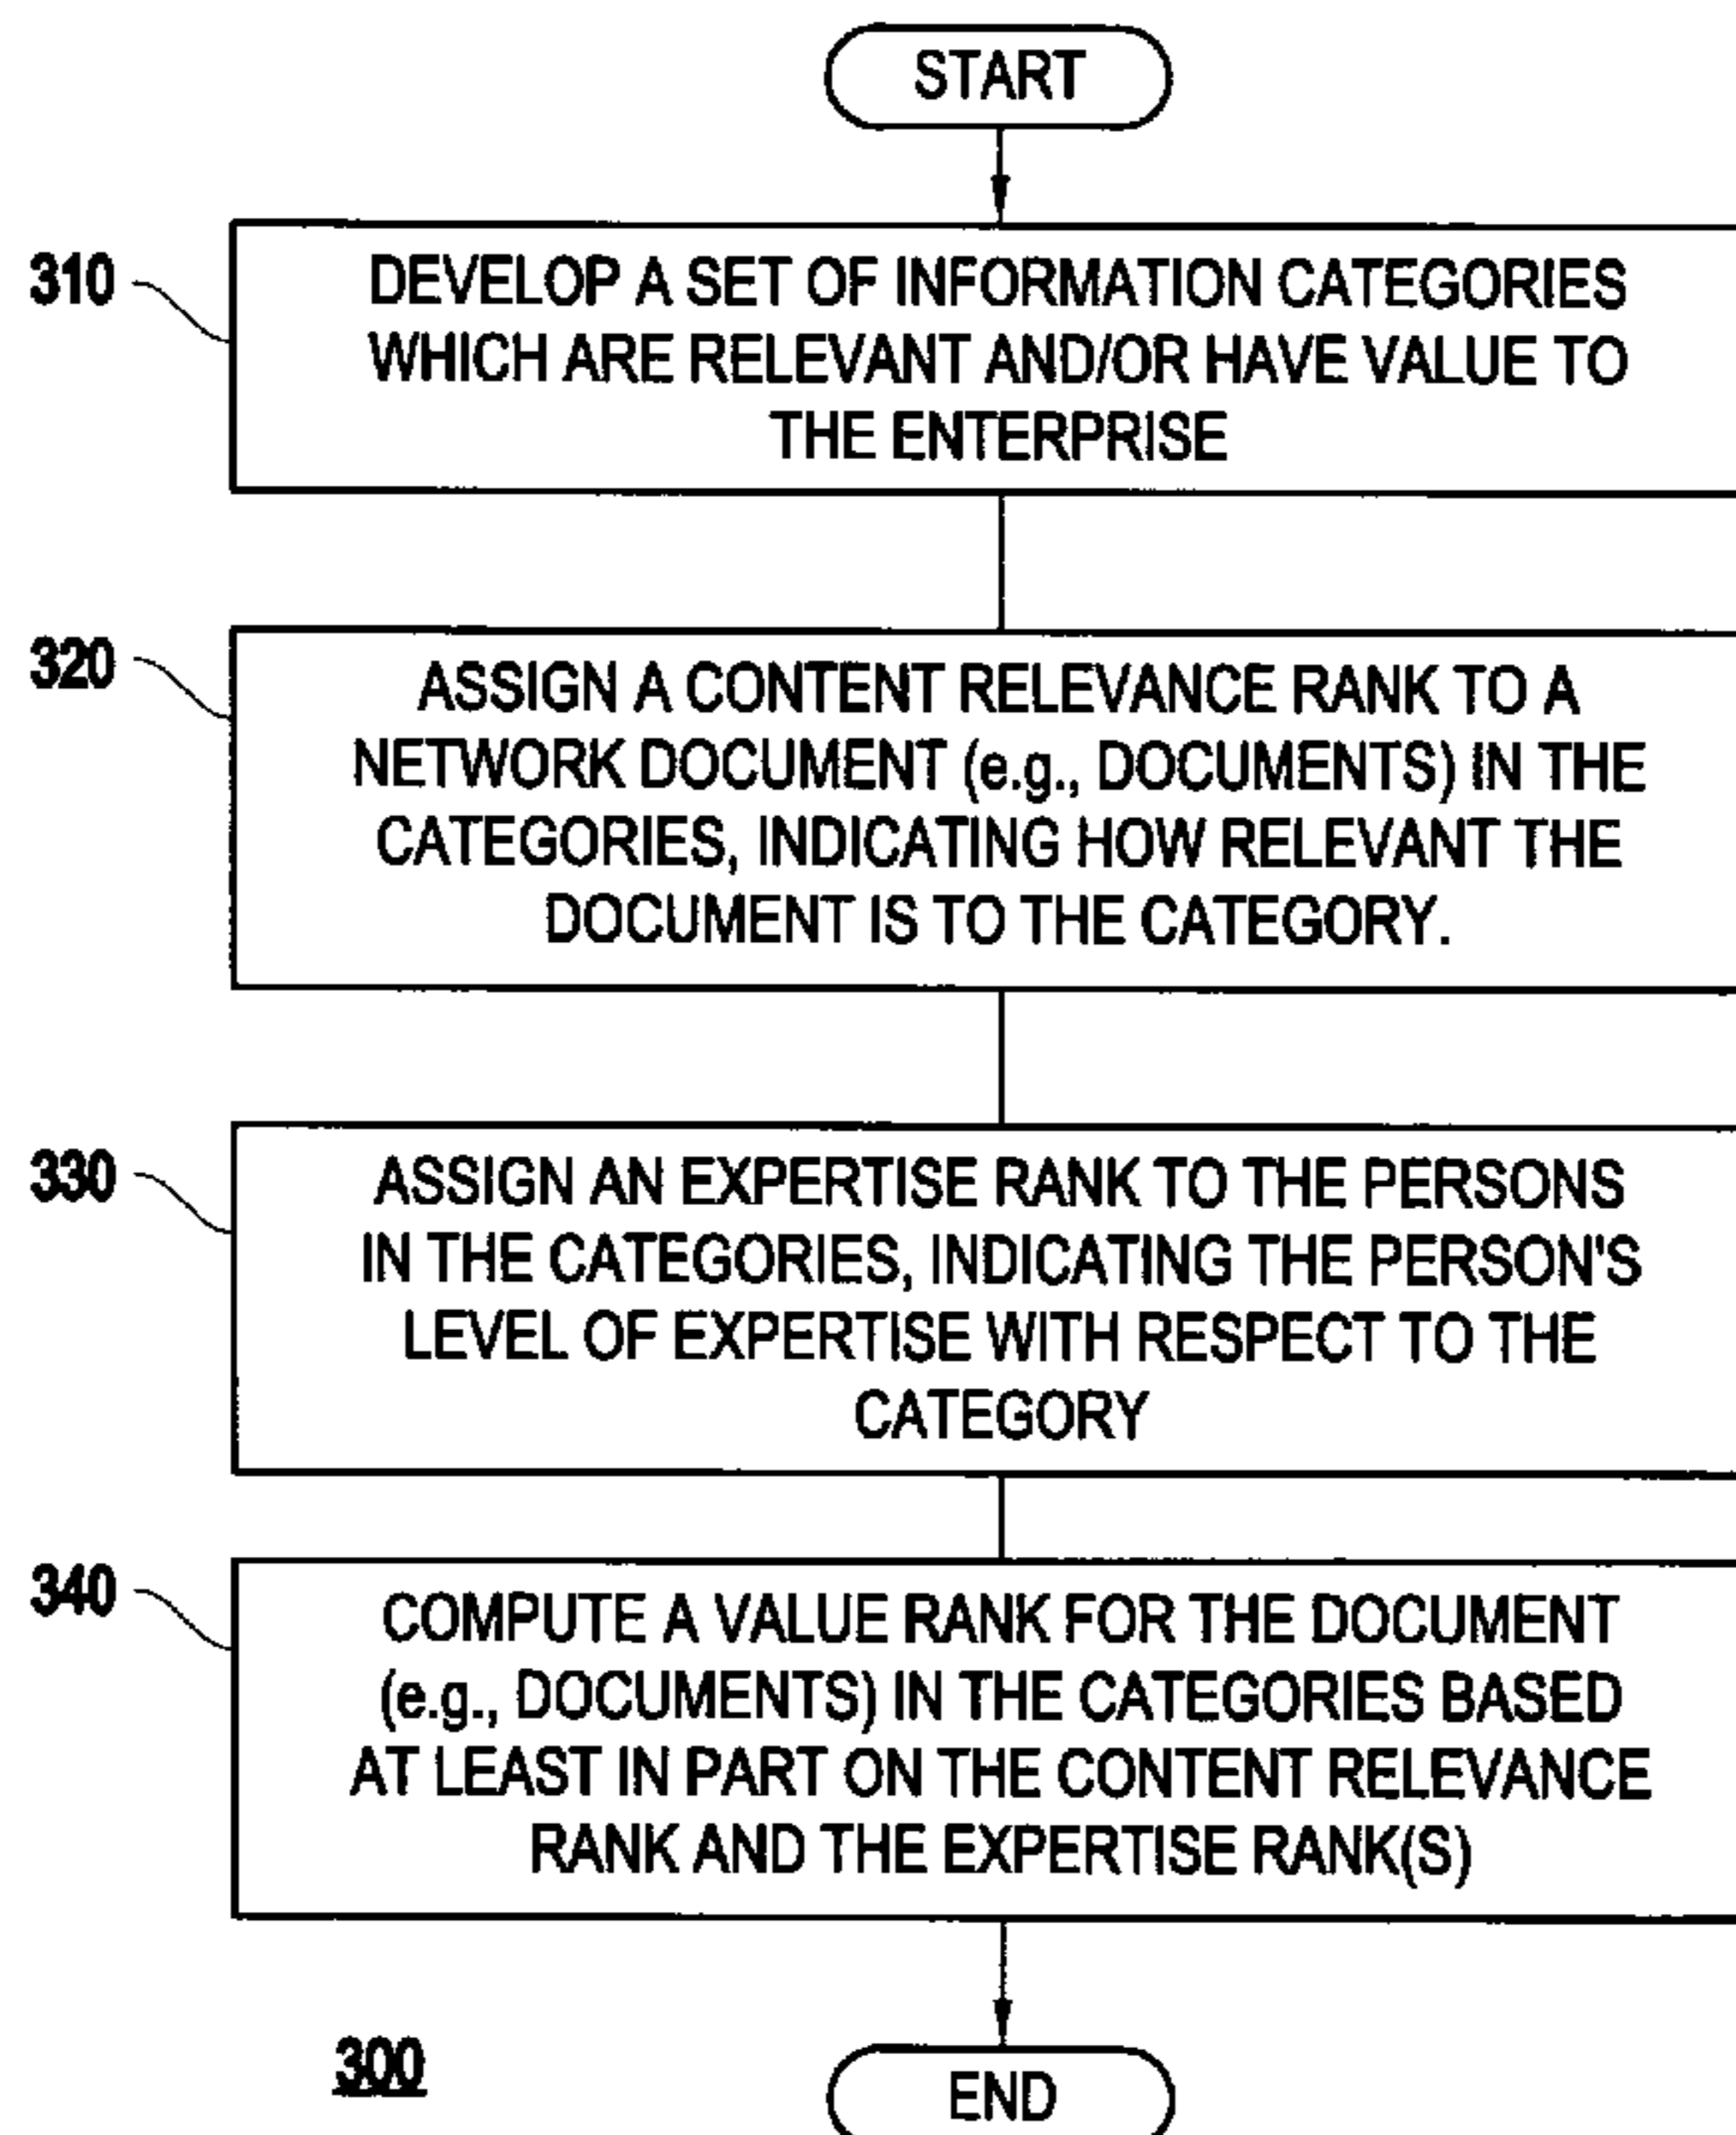 START
310
DEVELOP A SET OF INFORMATION CATEGORIES
WHICH ARE RELEVANT AND/OR HAVE VALUE TO
THE ENTERPRISE
320
ASSIGN A CONTENT RELEVANCE RANK TO A
NETWORK DOCUMENT (e.g., DOCUMENTS) IN THE
CATEGORIES, INDICATING HOW RELEVANT THE
DOCUMENT IS TO THE CATEGORY.
330
ASSIGN AN EXPERTISE RANK TO THE PERSONS
IN THE CATEGORIES, INDICATING THE PERSON'S
LEVEL OF EXPERTISE WITH RESPECT TO THE
CATEGORY
340
COMPUTE A VALUE RANK FOR THE DOCUMENT
(e.g., DOCUMENTS) IN THE CATEGORIES BASED
AT LEAST IN PART ON THE CONTENT RELEVANCE
RANK AND THE EXPERTISE RANK(S)
300
END